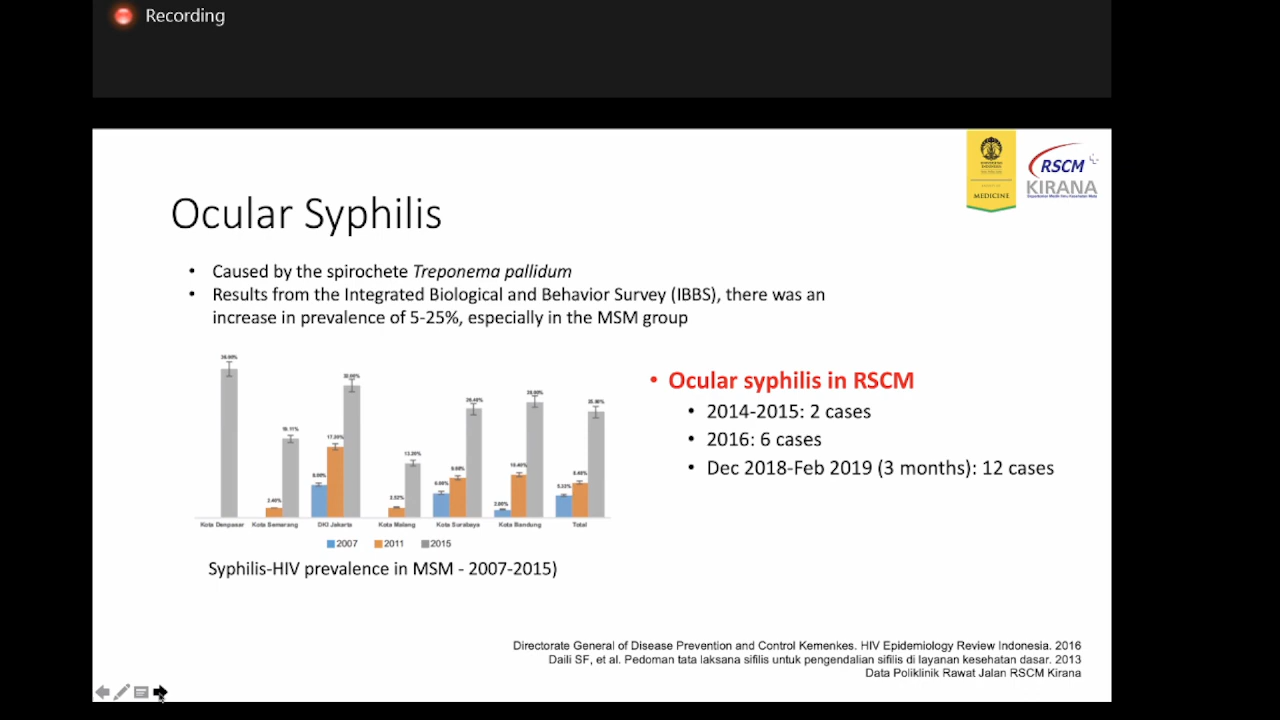 Recording
MEDICINE
RSCM
KIRANA
Ocular Syphilis
• Caused by the spirochete Treponema pallidum
• Results from the Integrated Biological and Behavior Survey (IBBS), there was an
increase in prevalence of 5-25%, especially in the MSM group
• Ocular syphilis in RSCM
• 2014-2015: 2 cases
• 2016: 6 cases
• Dec 2018-Feb 2019 (3 months): 12 cases
Kota Denpasar Kota Semarang DKI Jakarta Kota Malang Kota Surabaya Kota Bandung Total
2007 2011 2015
Syphilis-HIV prevalence in MSM - 2007-2015)
Directorate General of Disease Prevention and Control Kemenkes. HIV Epidemiology Review Indonesia. 2016
Daili SF, et al. Pedoman tata laksana sifilis untuk pengendalian sifilis di layanan kesehatan dasar. 2013
Data Poliklinik Rawat Jalan RSCM Kirana